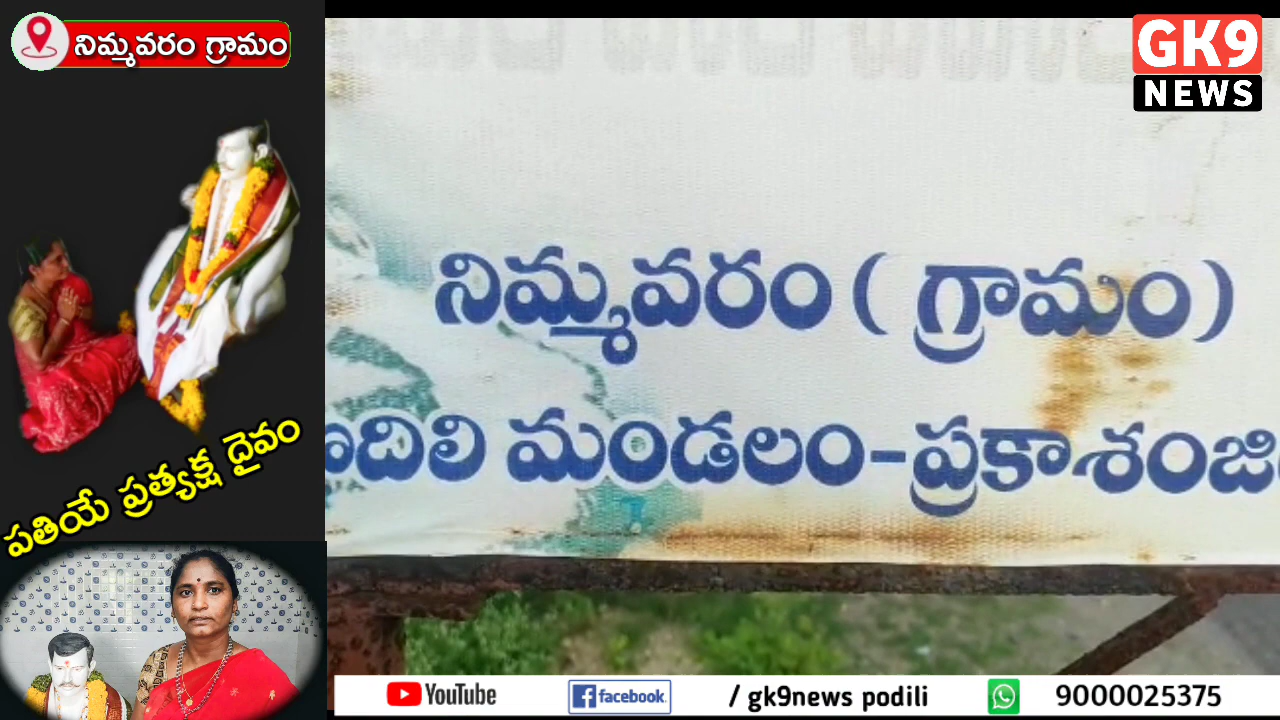 నిమ్మవరం గ్రామం
GK9
NEWS
నిమ్మవరం ( గ్రామం)
మండలం-ప్రకాశం
పతియే ప్రత్యక్ష దైవం
YouTube
facebook
/ gk9news podili
9000025375